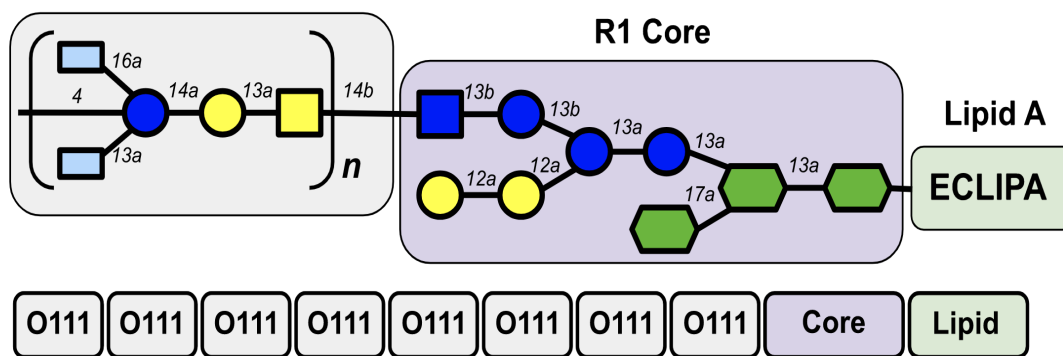 R1 Core
16a
4
14a
13a
14b
13a
n
13b
13b
13a
13a
12a
12a
17a
13a
Lipid A
ECLIPA
O111 O111 O111 O111 O111 O111 O111 O111 Core Lipid